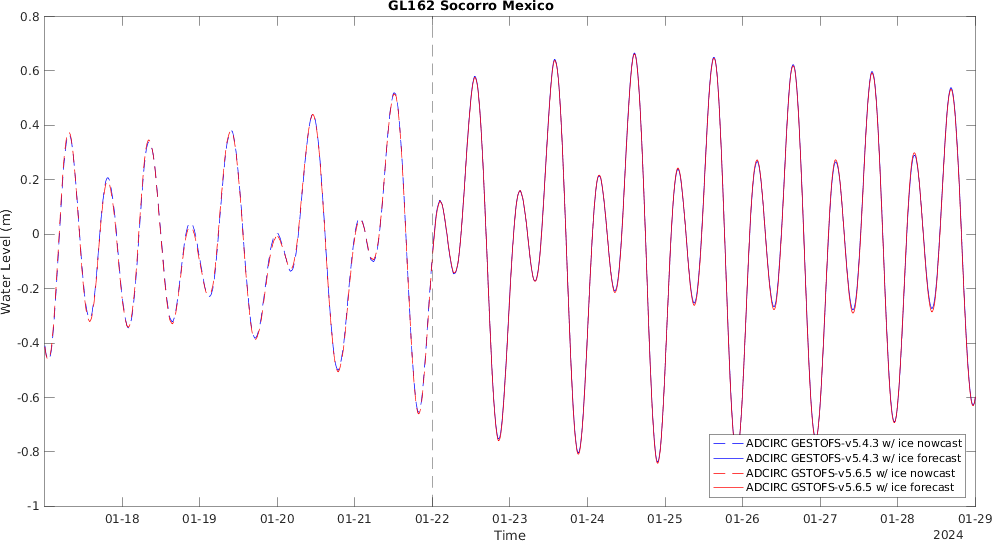 GL162 Socorro Mexico
0.8
0.6
0.4
0.2
0
-0.2
-0.4
-0.6
-0.8
-1
Water Level (m)
ADCIRC GESTOFS-v5.4.3 w/ ice nowcast
ADCIRC GESTOFS-v5.4.3 w/ ice forecast
ADCIRC GSTOFS-v5.6.5 w/ ice nowcast
ADCIRC GSTOFS-v5.6.5 w/ ice forecast
01-18 01-19 01-20 01-21 01-22 01-23 01-24 01-25 01-26 01-27 01-28 01-29
Time
2024